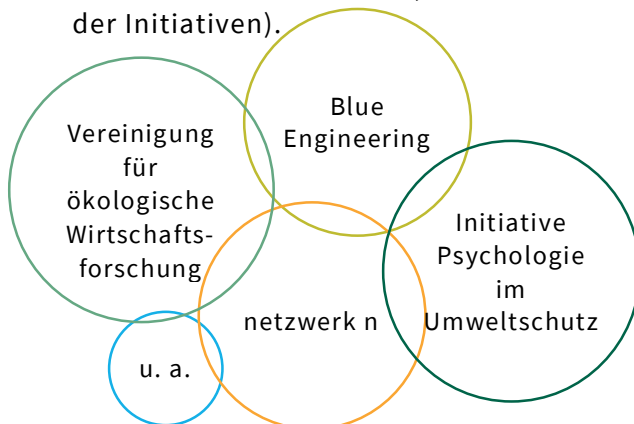 der Initiativen).
Blue
Engineering
Vereinigung
für
ökologische
Wirtschafts-
forschung
Initiative
Psychologie
im
Umweltschutz
netzwerk n
u. a.